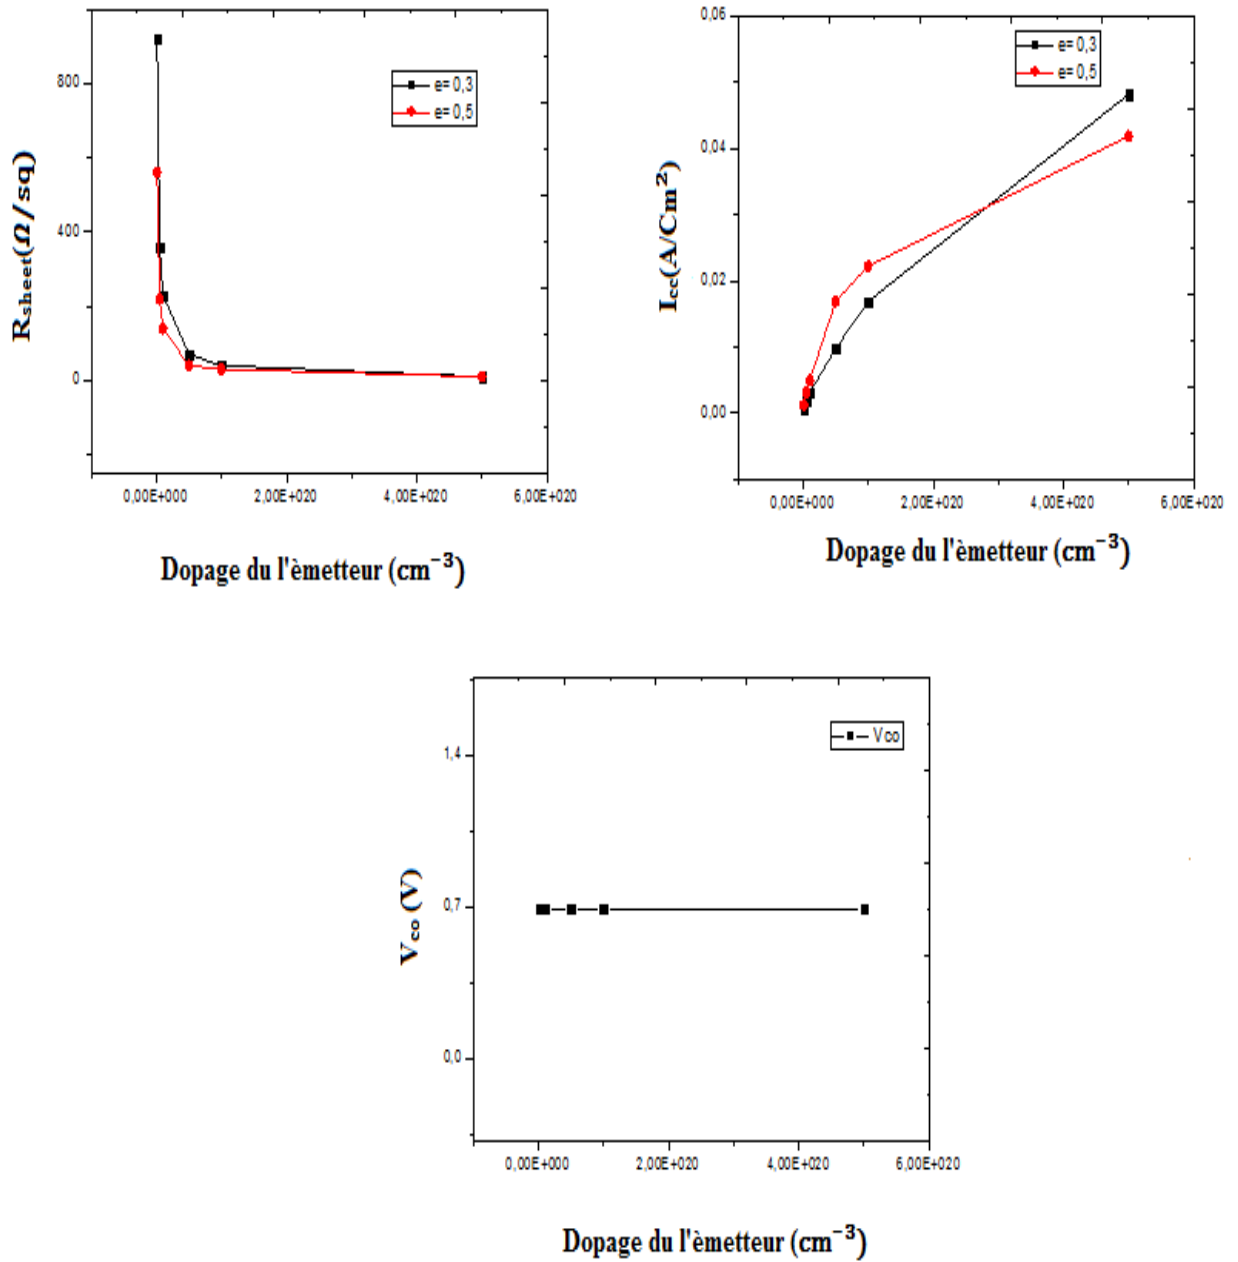 800
400
0
R_sheet(Ω/sq)
e= 0,3
e= 0,5
0,00E+000 2,00E+020 4,00E+020 6,00E+020
Dopage du l'èmetteur (cm⁻³)
0,06
0,04
0,02
0,00
I_cc(A/Cm²)
e= 0,3
e= 0,5
0,00E+000 2,00E+020 4,00E+020 6,00E+020
Dopage du l'èmetteur (cm⁻³)
1,4
0,7
0,0
V_co (V)
Vco
0,00E+000 2,00E+020 4,00E+020 6,00E+020
Dopage du l'èmetteur (cm⁻³)